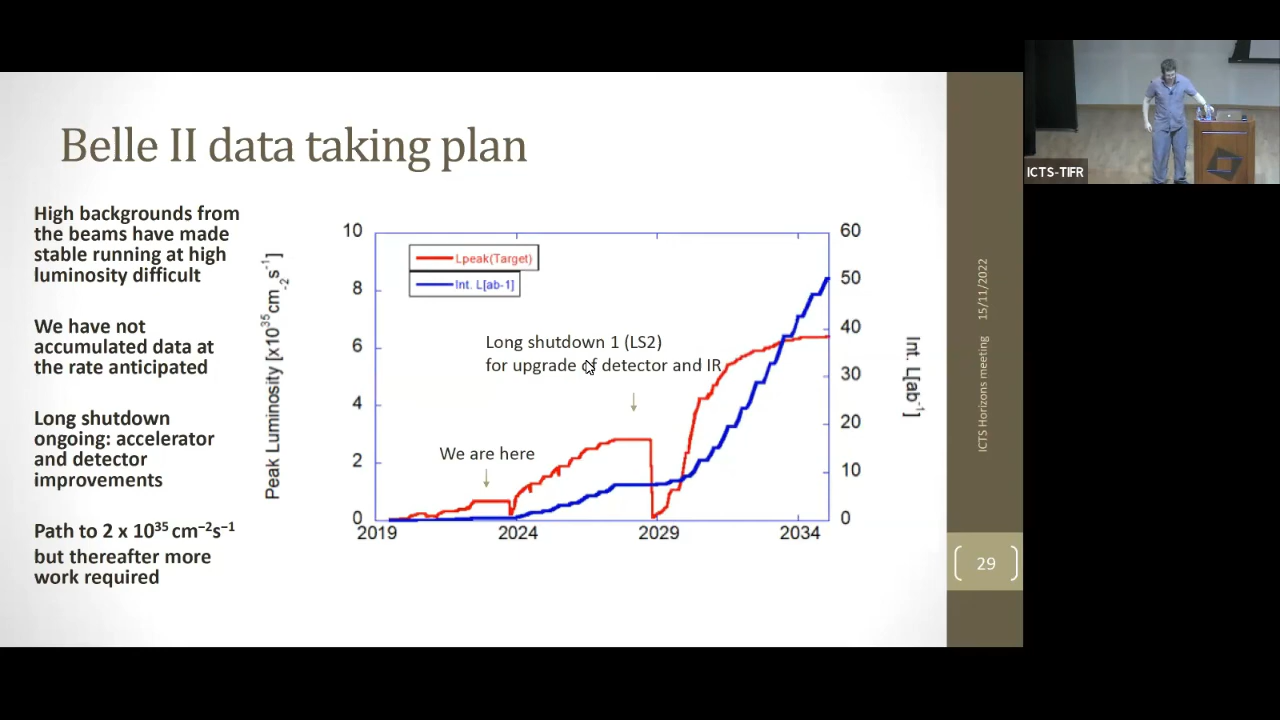 Belle II data taking plan
High backgrounds from
the beams have made
stable running at high
luminosity difficult
We have not
accumulated data at
the rate anticipated
Long shutdown
ongoing: accelerator
and detector
improvements
Path to 2 x 10³⁵ cm⁻²s⁻¹
but thereafter more
work required
Peak Luminosity [x10³⁵cm⁻²s⁻¹]
10
8
6
4
2
0
Lpeak(Target)
Int. L[ab-1]
Long shutdown 1 (LS2)
for upgrade of detector and IR
We are here
2019
2024
2029
2034
60
50
40
30
20
10
0
Int. L[ab⁻¹]
ICTS Horizons meeting 15/11/2022
29
ICTS-TIFR